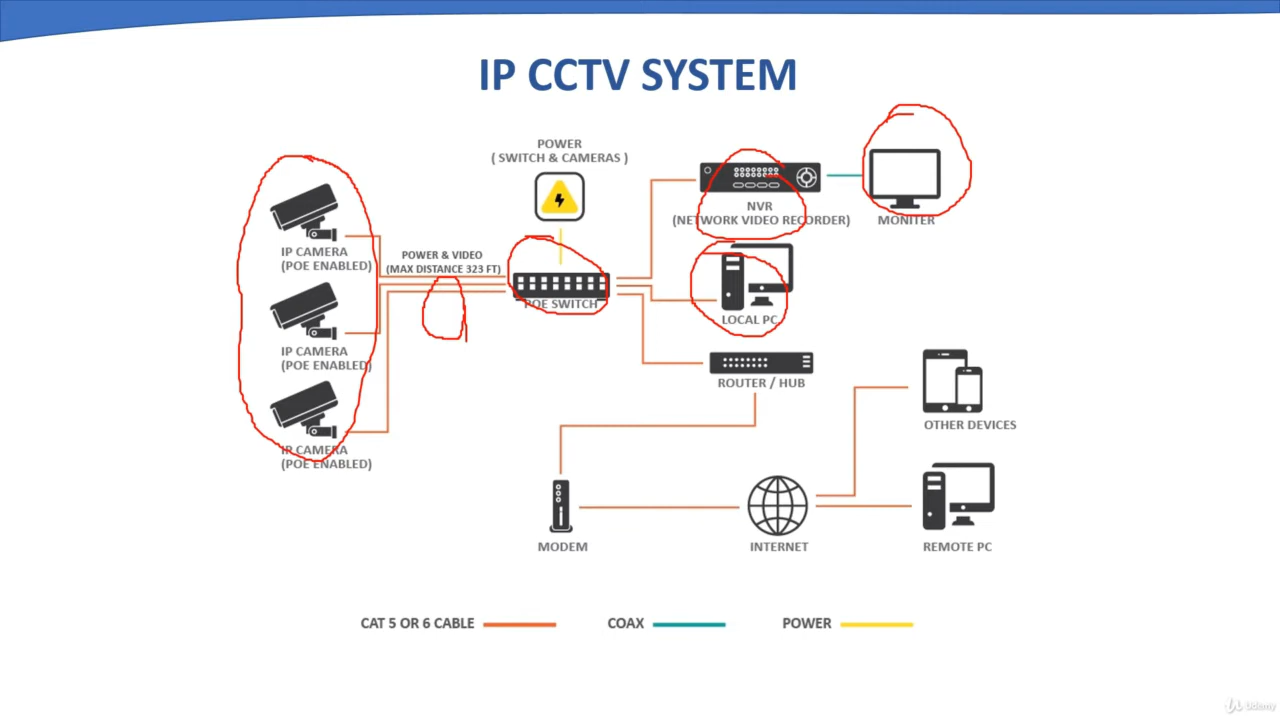 IP CCTV SYSTEM
POWER
( SWITCH & CAMERAS )
NVR
(NETWORK VIDEO RECORDER)
MONITER
IP CAMERA
(POE ENABLED)
POWER & VIDEO
(MAX DISTANCE 323 FT)
POE SWITCH
LOCAL PC
IP CAMERA
(POE ENABLED)
ROUTER / HUB
OTHER DEVICES
IP CAMERA
(POE ENABLED)
MODEM
INTERNET
REMOTE PC
CAT 5 OR 6 CABLE
COAX
POWER
Udemy